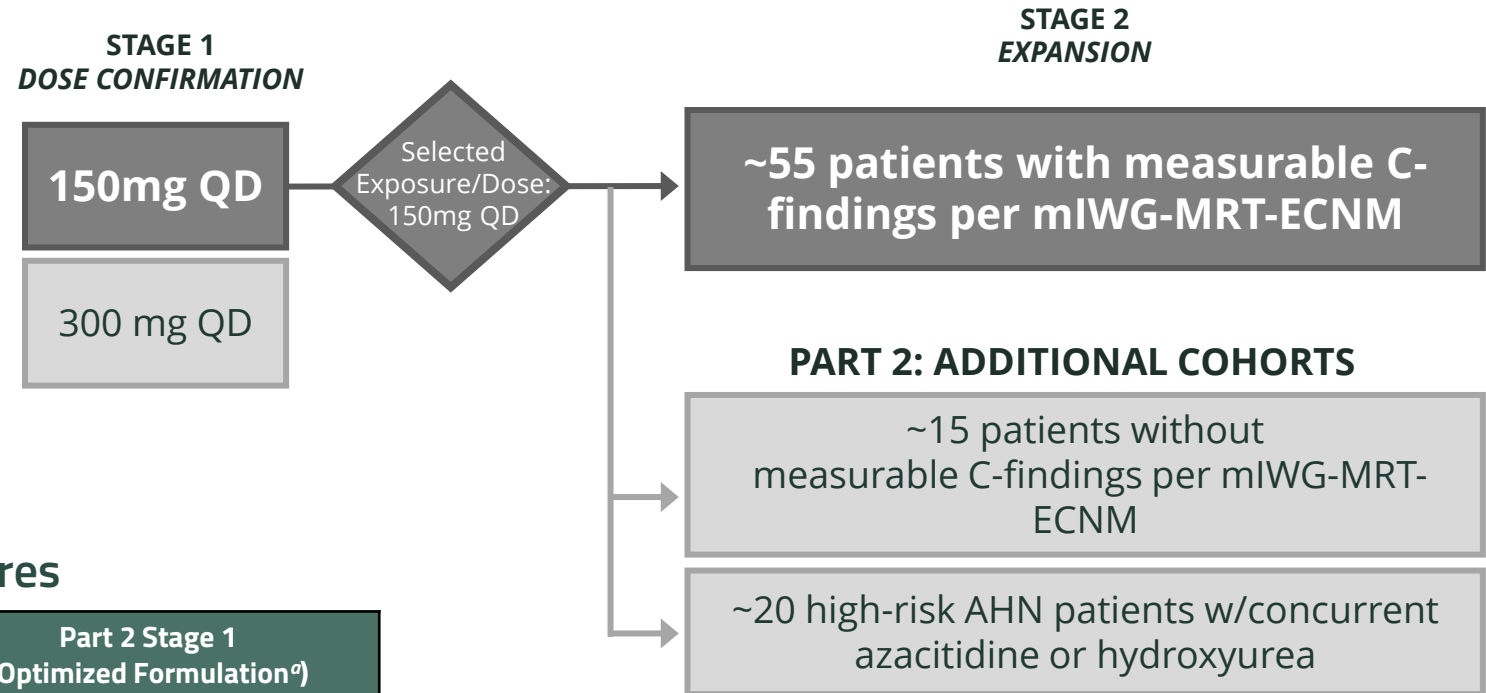 STAGE 1
DOSE CONFIRMATION
150mg QD
300 mg QD
Selected
Exposure/Dose:
150mg QD
STAGE 2
EXPANSION
~55 patients with measurable C-
findings per mIWG-MRT-ECNM
PART 2: ADDITIONAL COHORTS
~15 patients without
measurable C-findings per mIWG-MRT-
ECNM
~20 high-risk AHN patients w/concurrent
azacitidine or hydroxyurea
res
Part 2 Stage 1
Optimized Formulationᵃ)